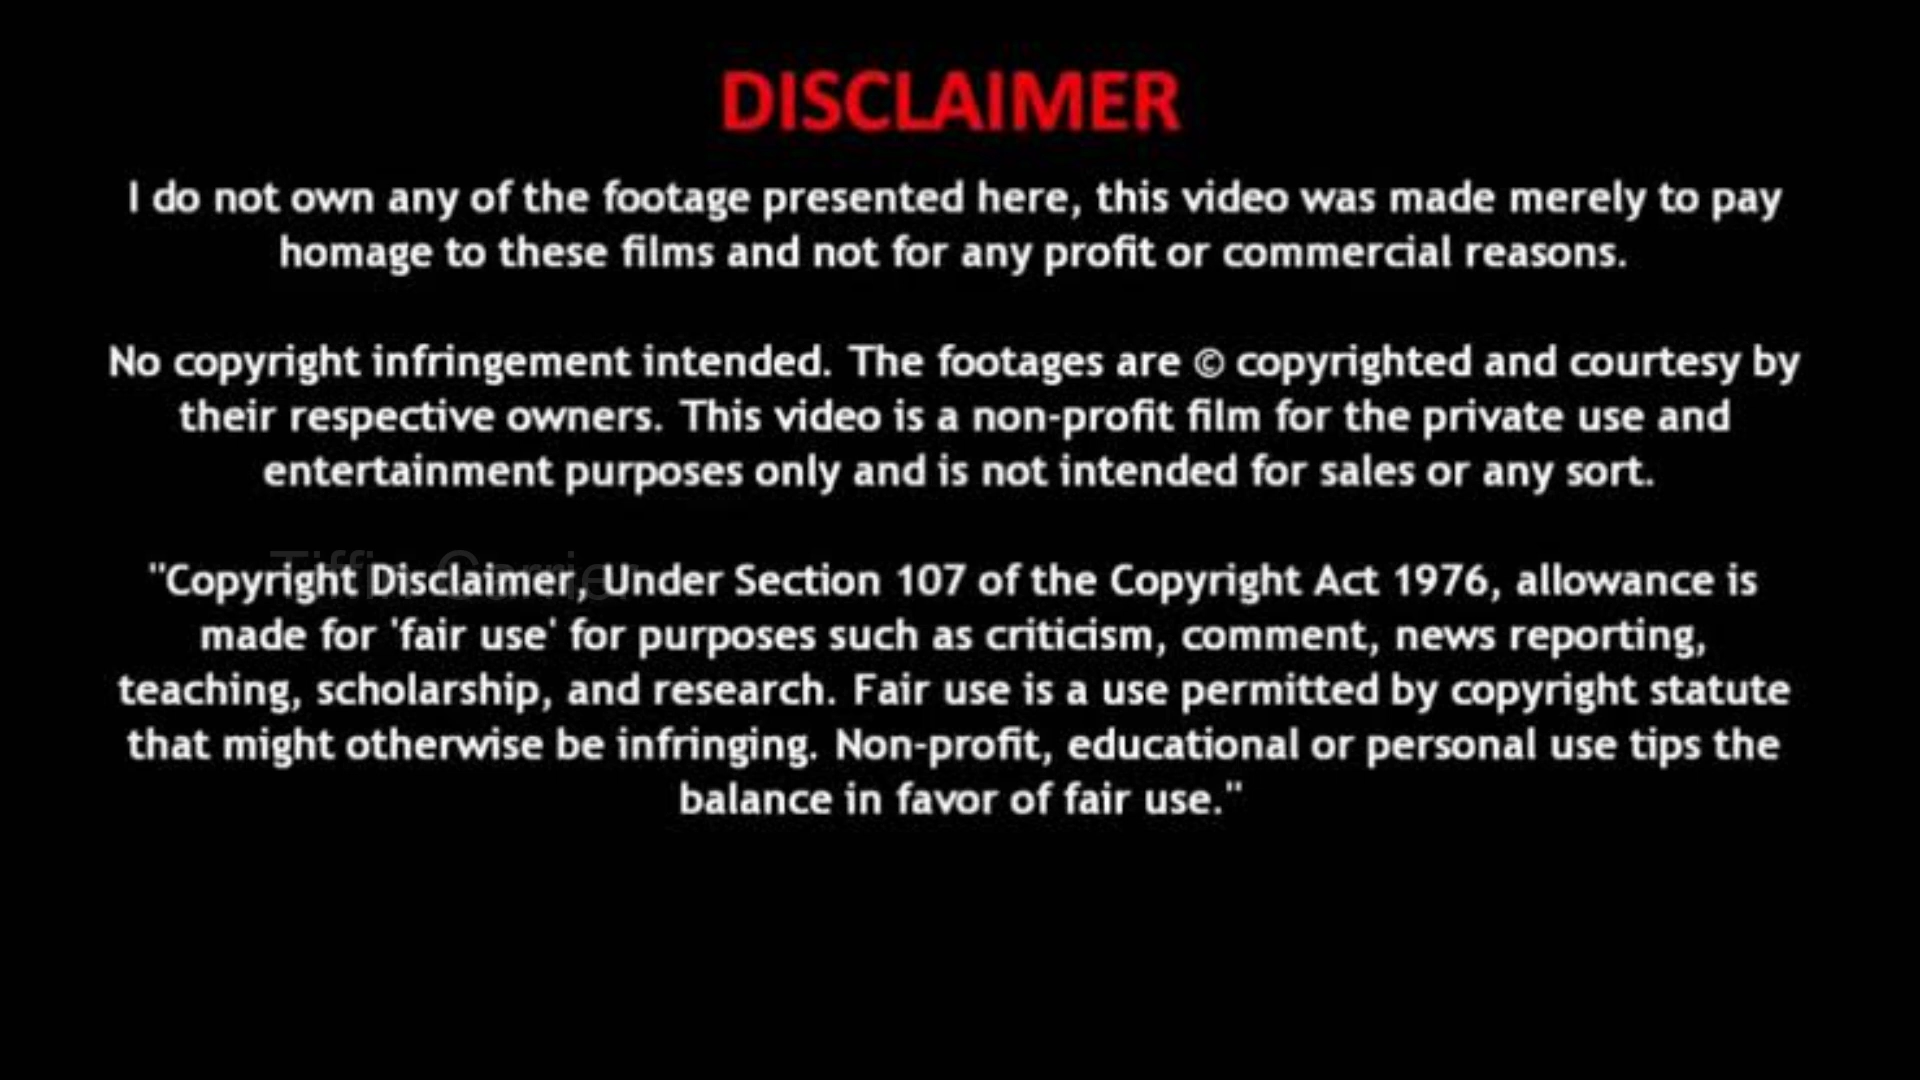 DISCLAIMER
I do not own any of the footage presented here, this video was made merely to pay
homage to these films and not for any profit or commercial reasons.
No copyright infringement intended. The footages are © copyrighted and courtesy by
their respective owners. This video is a non-profit film for the private use and
entertainment purposes only and is not intended for sales or any sort.
Tiffin Carrier
"Copyright Disclaimer, Under Section 107 of the Copyright Act 1976, allowance is
made for 'fair use' for purposes such as criticism, comment, news reporting,
teaching, scholarship, and research. Fair use is a use permitted by copyright statute
that might otherwise be infringing. Non-profit, educational or personal use tips the
balance in favor of fair use."